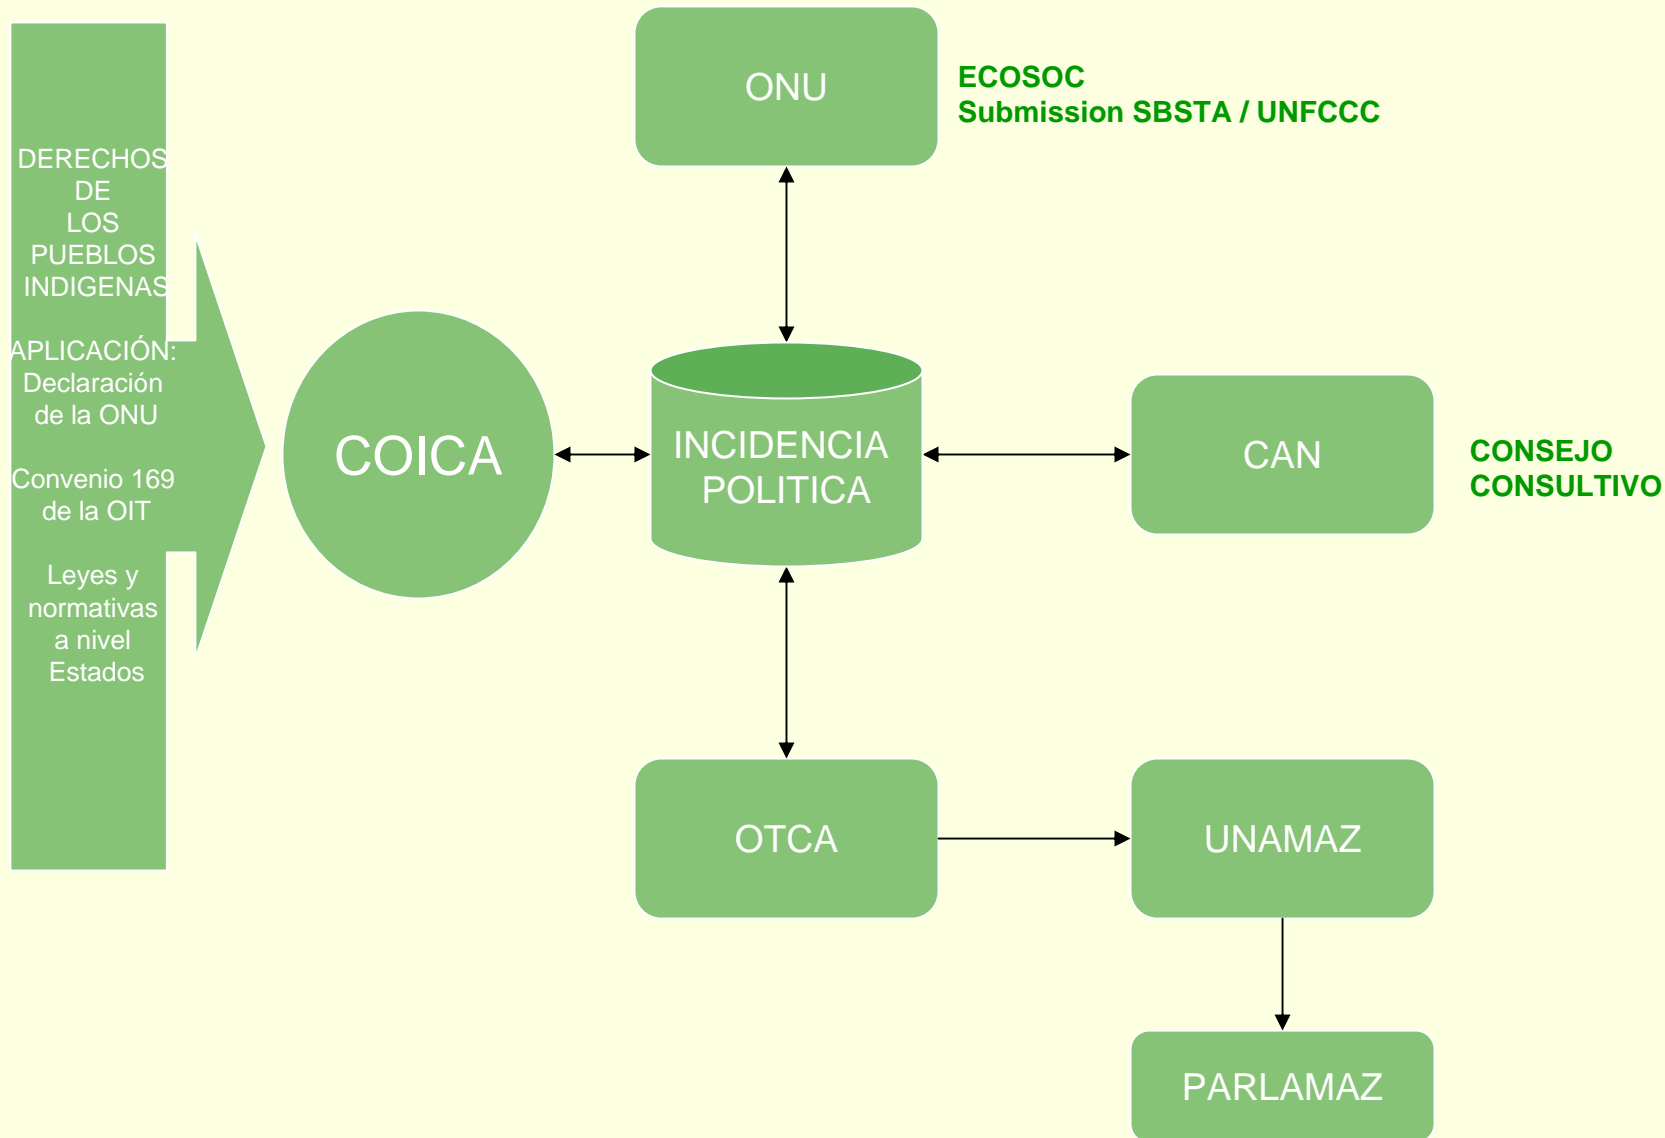 DERECHOS
DE
LOS
PUEBLOS
INDIGENAS
APLICACIÓN:
Declaración
de la ONU
Convenio 169
de la OIT
Leyes y
normativas
a nivel
Estados
COICA
INCIDENCIA
POLITICA
ONU
ECOSOC
Submission SBSTA / UNFCCC
CAN
CONSEJO
CONSULTIVO
OTCA
UNAMAZ
PARLAMAZ